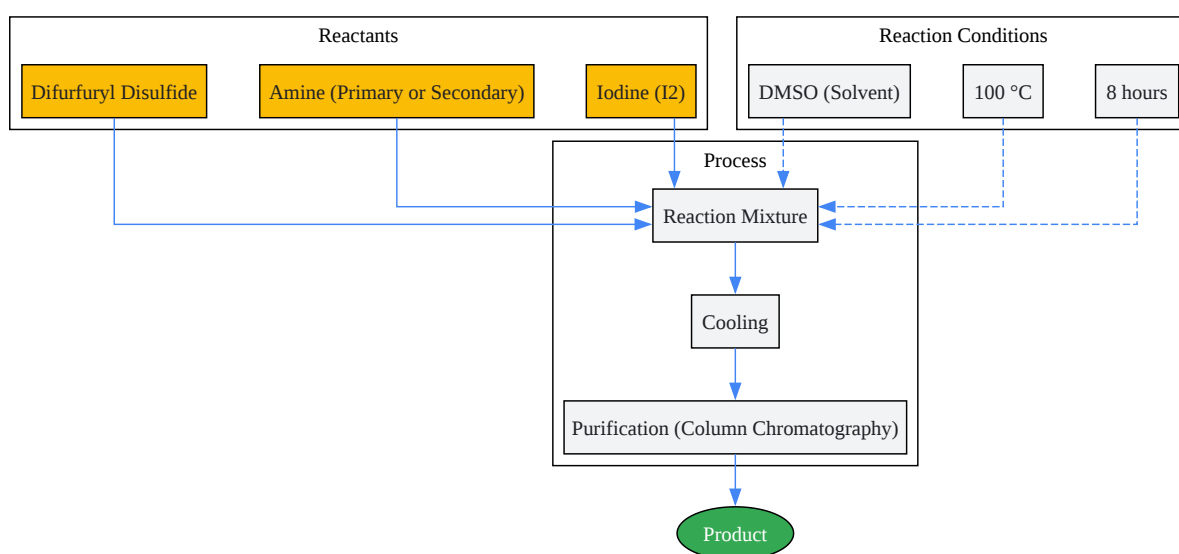 Reactants
Reaction Conditions
Difurfuryl Disulfide
Amine (Primary or Secondary)
Iodine (I2)
DMSO (Solvent)
100 °C
8 hours
Process
Reaction Mixture
Cooling
Purification (Column Chromatography)
Product